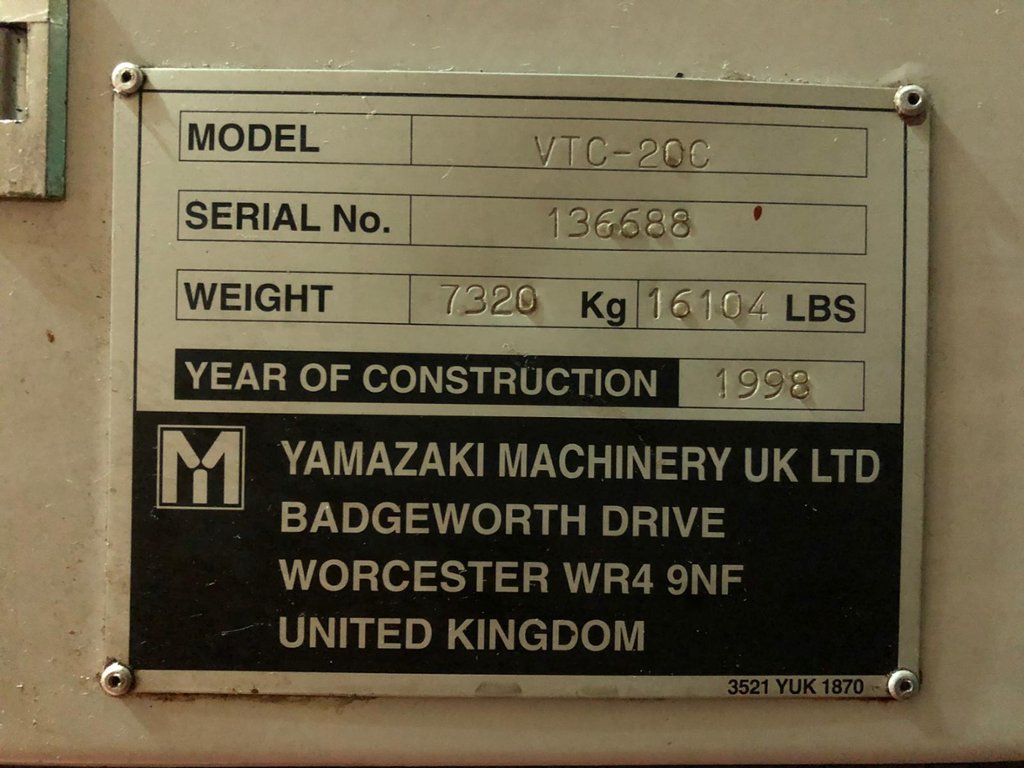 MODEL VTC-20C
SERIAL No. 136688
WEIGHT 7320 Kg 16104 LBS
YEAR OF CONSTRUCTION 1998
M YAMAZAKI MACHINERY UK LTD
BADGEWORTH DRIVE
WORCESTER WR4 9NF
UNITED KINGDOM
3521 YUK 1870